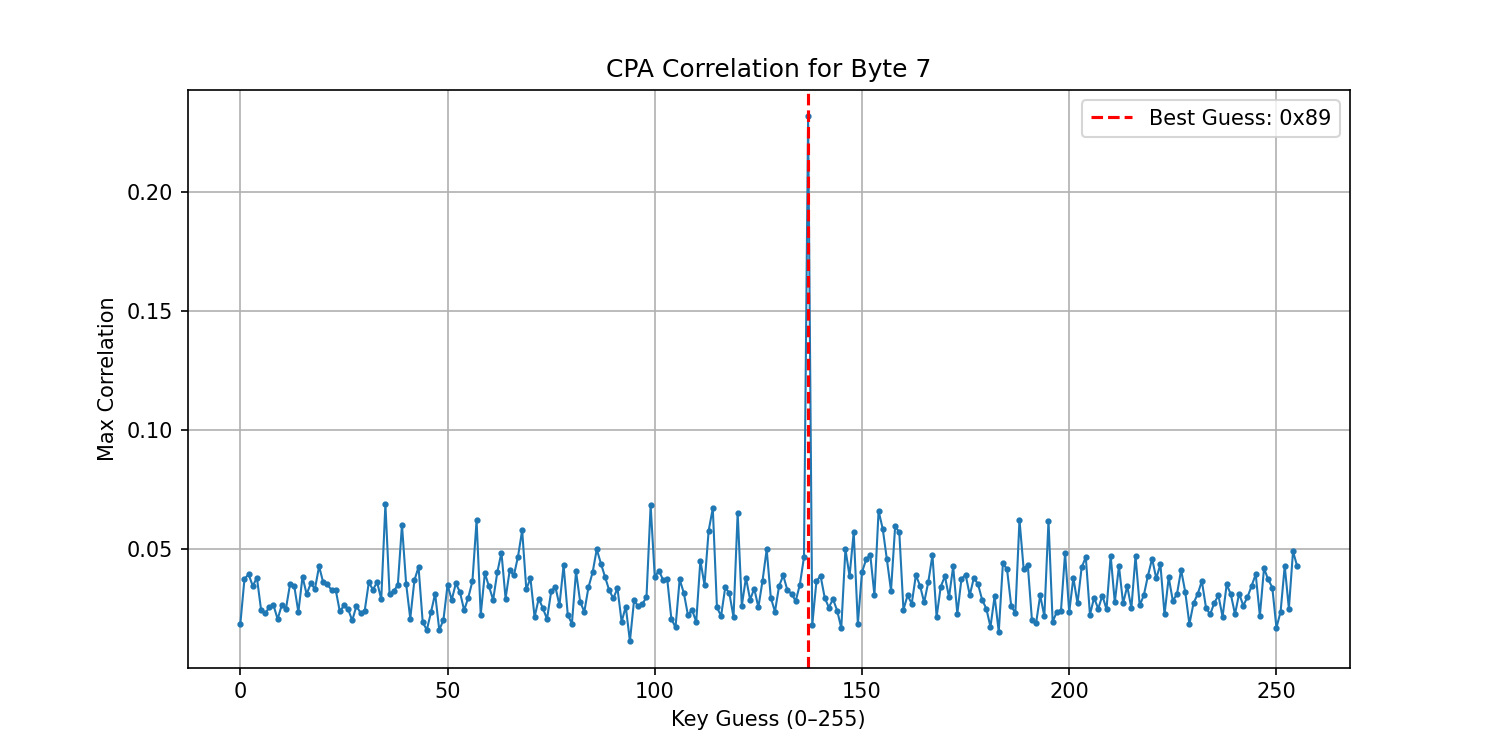 CPA Correlation for Byte 7
Best Guess: 0x89
Max Correlation
0.20
0.15
0.10
0.05
0
50
100
150
200
250
Key Guess (0–255)